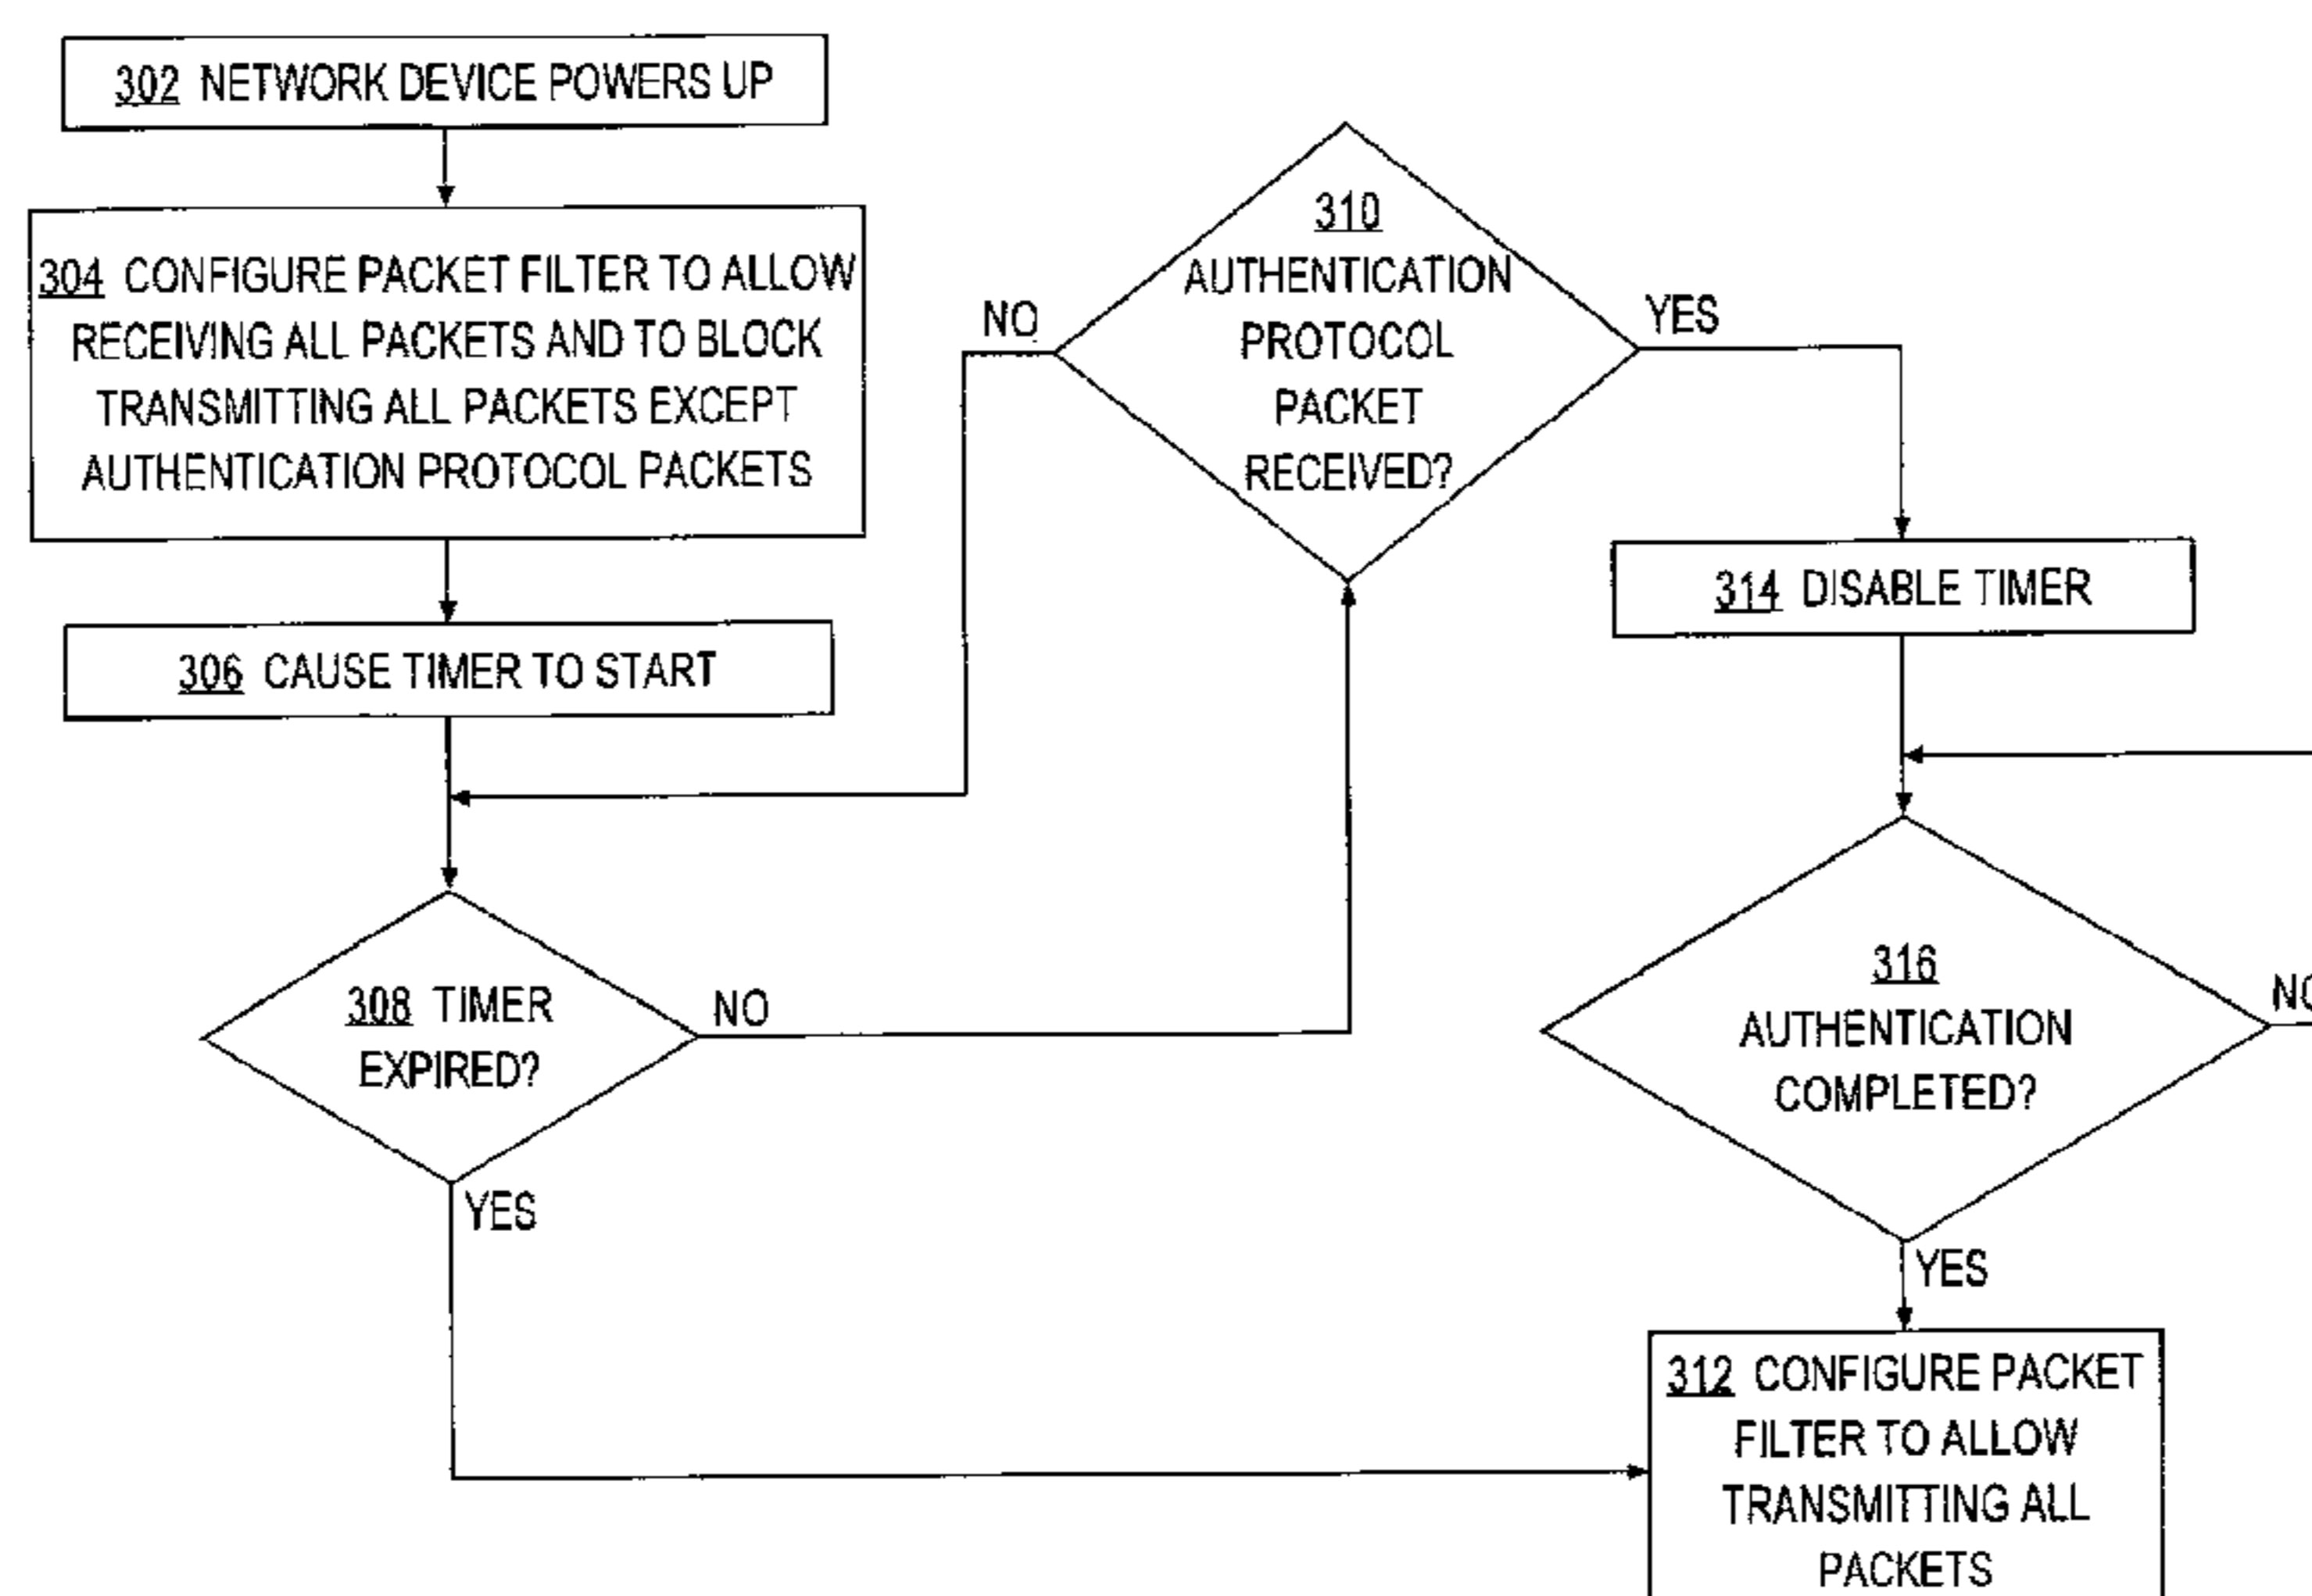 302 NETWORK DEVICE POWERS UP
304 CONFIGURE PACKET FILTER TO ALLOW
RECEIVING ALL PACKETS AND TO BLOCK
TRANSMITTING ALL PACKETS EXCEPT
AUTHENTICATION PROTOCOL PACKETS
306 CAUSE TIMER TO START
308 TIMER
EXPIRED?
NO
YES
310
AUTHENTICATION
PROTOCOL
PACKET
RECEIVED?
NO
YES
314 DISABLE TIMER
316
AUTHENTICATION
COMPLETED?
NO
YES
312 CONFIGURE PACKET
FILTER TO ALLOW
TRANSMITTING ALL
PACKETS